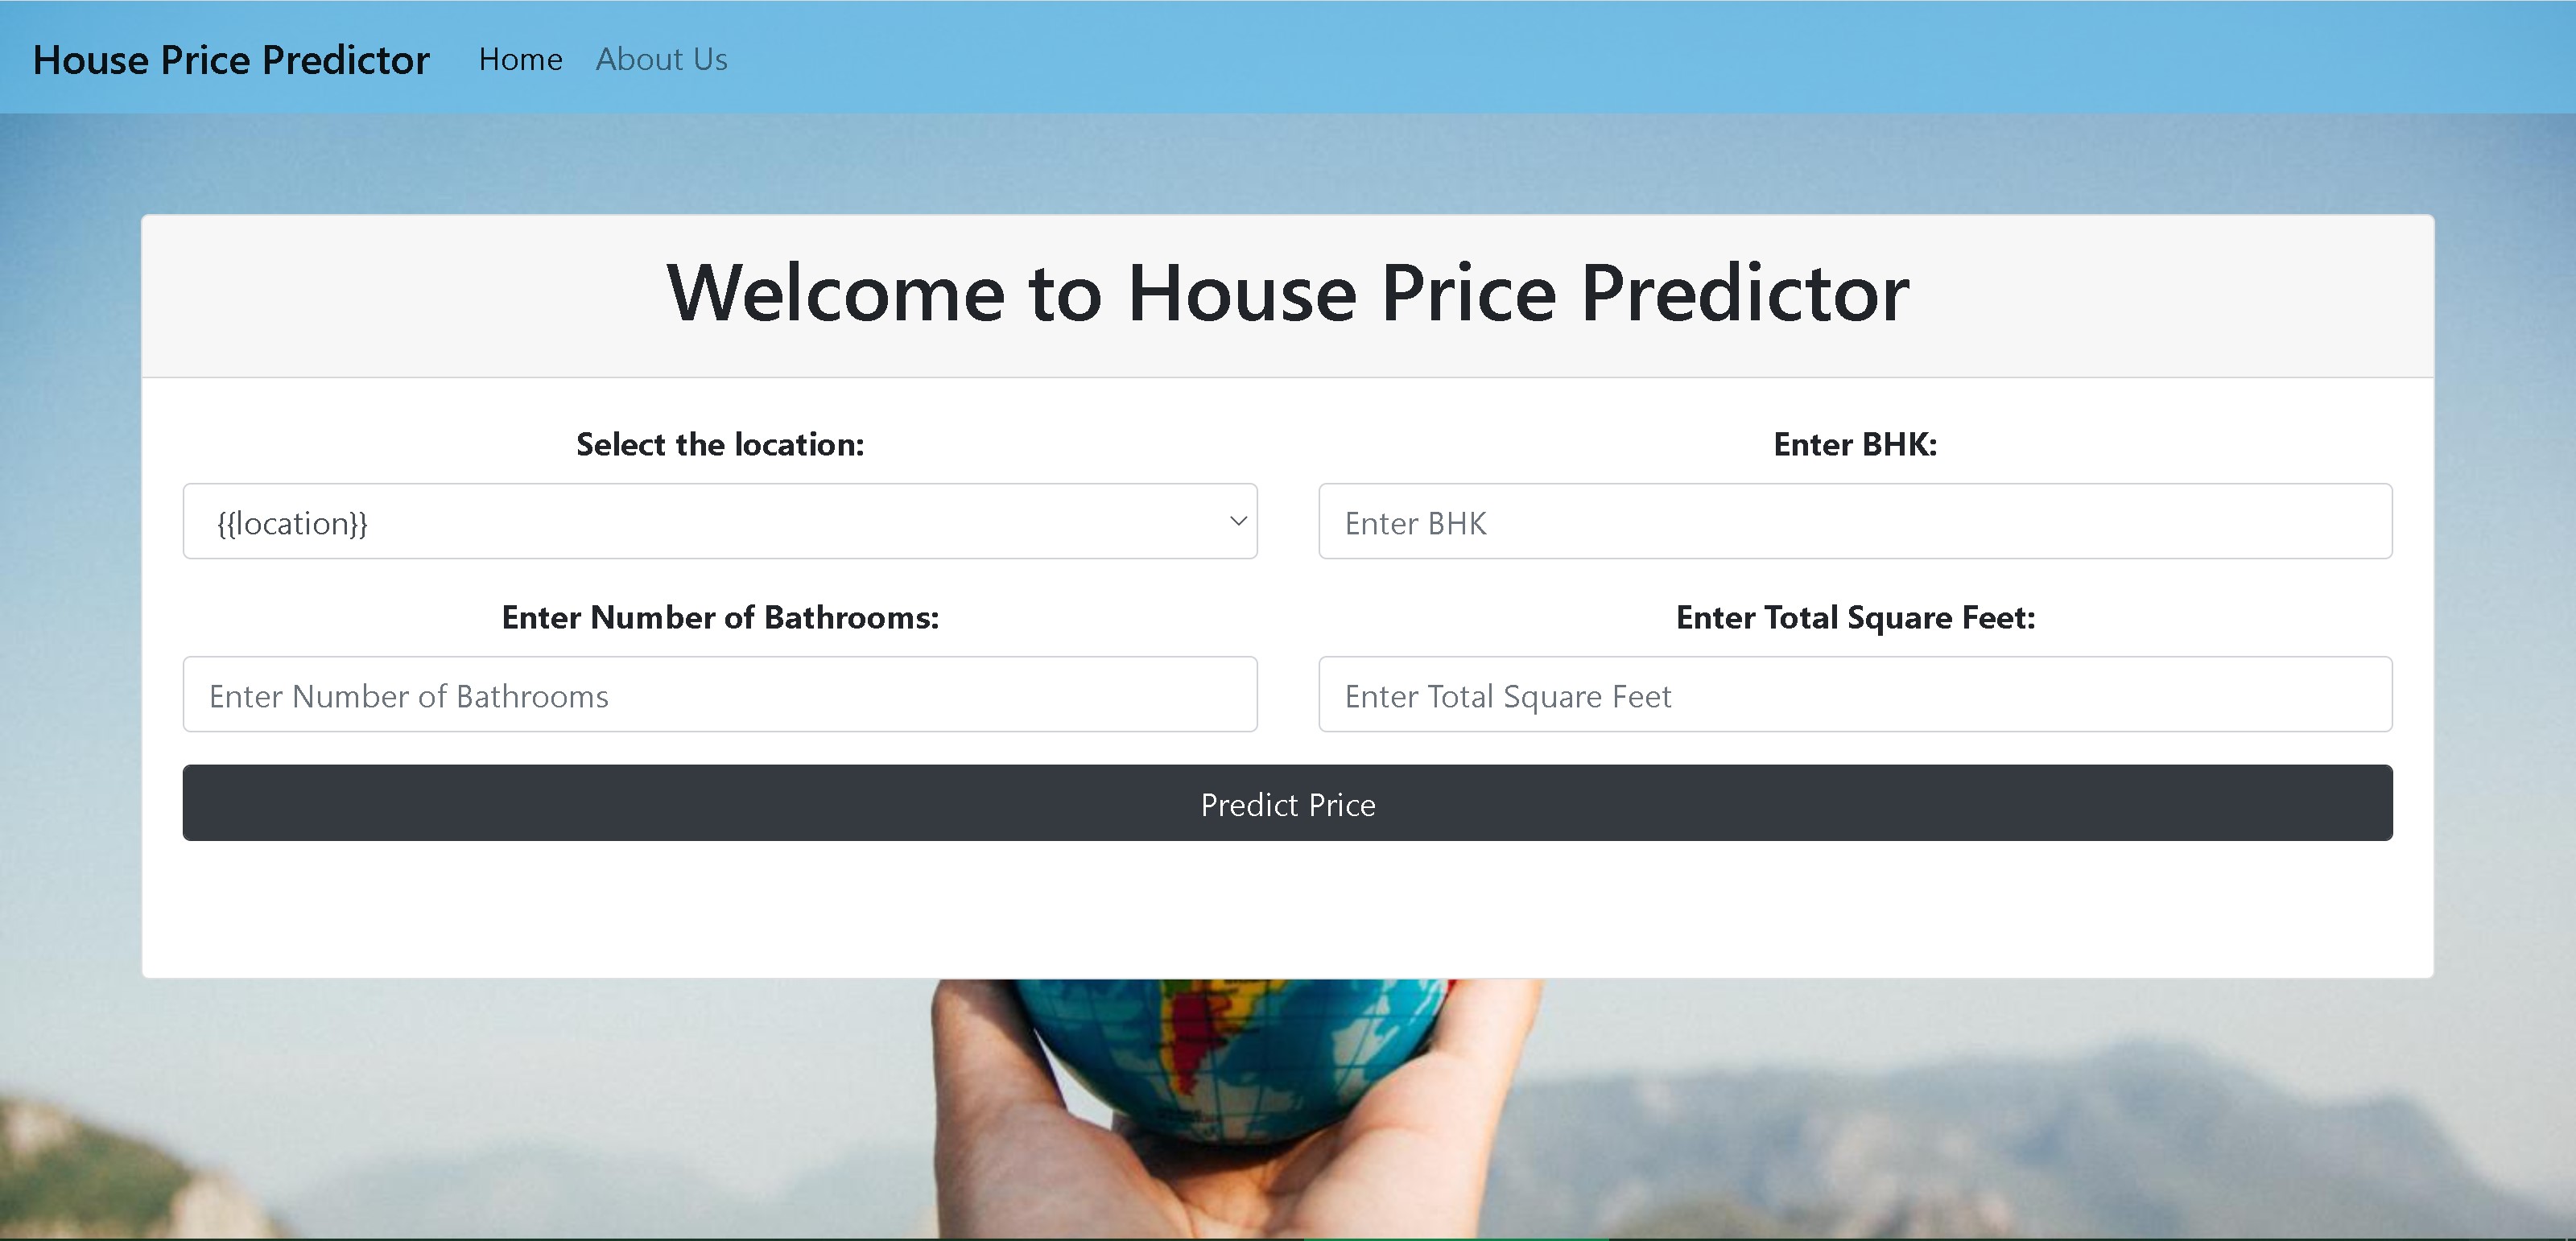 House Price Predictor Home About Us
Welcome to House Price Predictor
Select the location: Enter BHK:
{{location}} Enter BHK
Enter Number of Bathrooms: Enter Total Square Feet:
Enter Number of Bathrooms Enter Total Square Feet
Predict Price